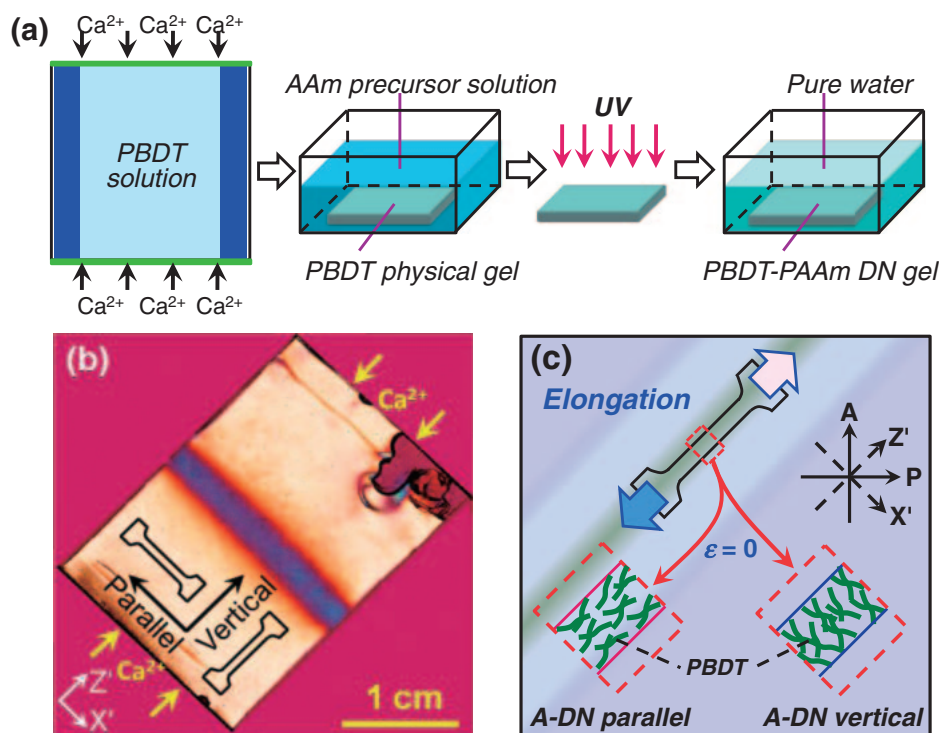 (a)
Ca²⁺ Ca²⁺ Ca²⁺
PBDT
solution
Ca²⁺ Ca²⁺ Ca²⁺
AAm precursor solution
PBDT physical gel
UV
Pure water
PBDT-PAAm DN gel
(b)
Ca²⁺
Parallel
Vertical
Ca²⁺
Z'
X'
1 cm
(c)
Elongation
A
Z'
P
X'
ε = 0
PBDT
A-DN parallel
A-DN vertical